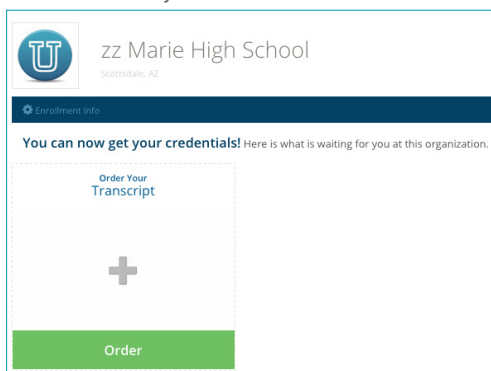 U
zz Marie High School
Scottsdale, AZ
Enrollment Info
You can now get your credentials! Here is what is waiting for you at this organization.
Order Your
Transcript
Order